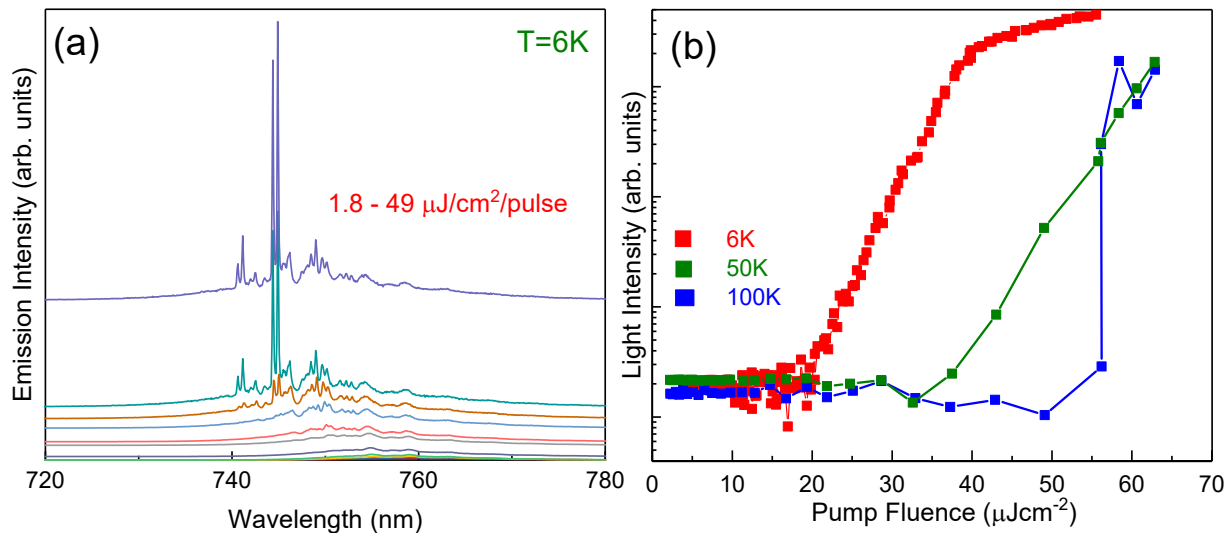 (a)
T=6K
1.8 - 49 μJ/cm²/pulse
Emission Intensity (arb. units)
720 740 760 780
Wavelength (nm)
(b)
6K
50K
100K
Light Intensity (arb. units)
0 10 20 30 40 50 60 70
Pump Fluence (μJcm⁻²)